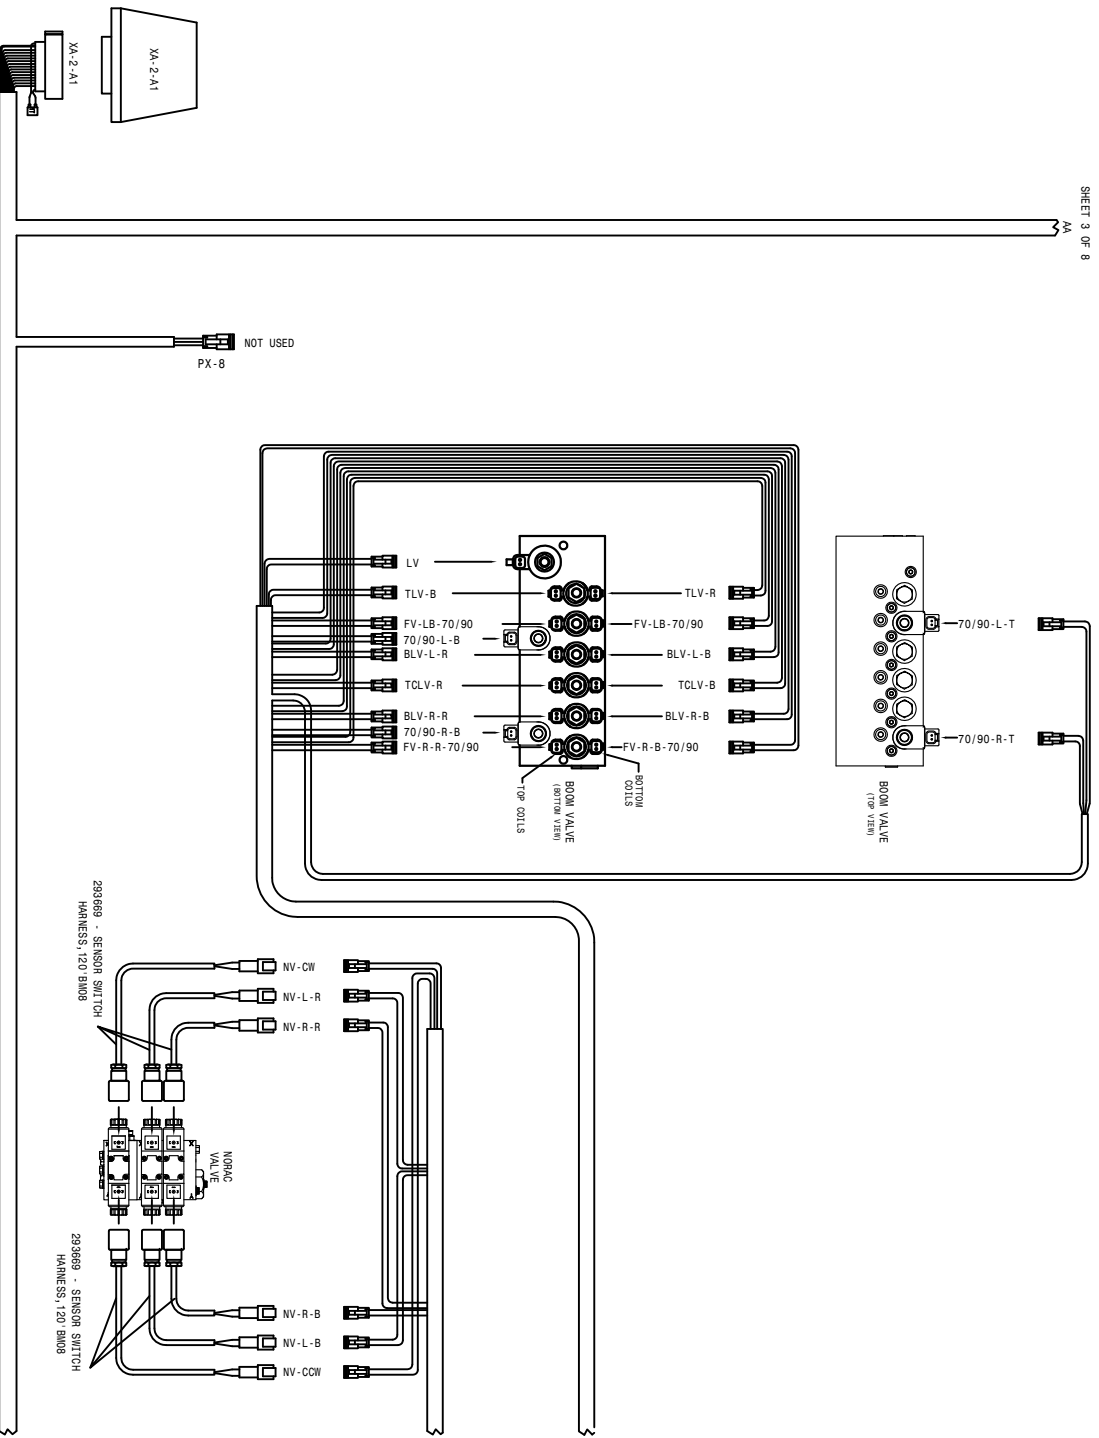 XA-2-A1
XA-2-A1
SHEET 3 OF 8
AA
NOT USED
PX-8
LV
TLV-B
FV-LB-70/90
70/90-L-B
BLV-L-R
TCLV-R
BLV-R-R
70/90-R-B
FV-R-R-70/90
TLV-R
FV-LB-70/90
BLV-L-B
TCLV-B
BLV-R-B
FV-R-B-70/90
BOTTOM
COILS
TOP COILS
BOOM VALVE
(BOTTOM VIEW)
70/90-L-T
70/90-R-T
BOOM VALVE
(TOP VIEW)
293669 - SENSOR SWITCH
HARNESS,120'BM08
NV-CW
NV-L-R
NV-R-R
NORAC
VALVE
293669 - SENSOR SWITCH
HARNESS,120'BM08
NV-R-B
NV-L-B
NV-CCW